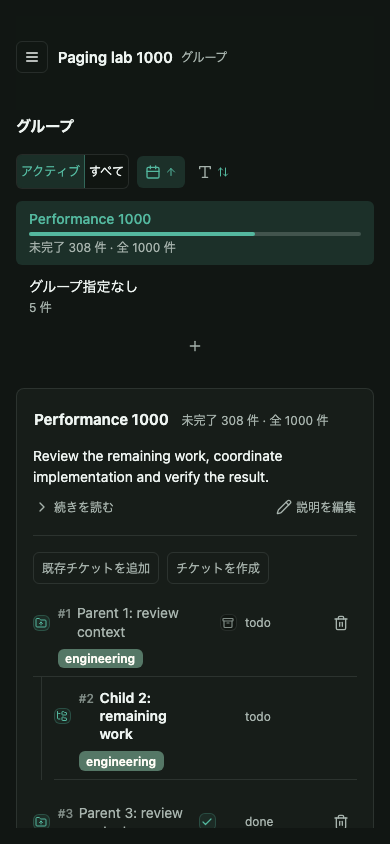 Paging lab 1000 グループ
グループ
アクティブ すべて
Performance 1000
未完了 308 件 · 全 1000 件
グループ指定なし
5 件
Performance 1000 未完了 308 件 · 全 1000 件
Review the remaining work, coordinate
implementation and verify the result.
続きを読む 説明を編集
既存チケットを追加 チケットを作成
#1 Parent 1: review todo
context
engineering
#2 Child 2: todo
remaining
work
engineering
#3 Parent 3: review done